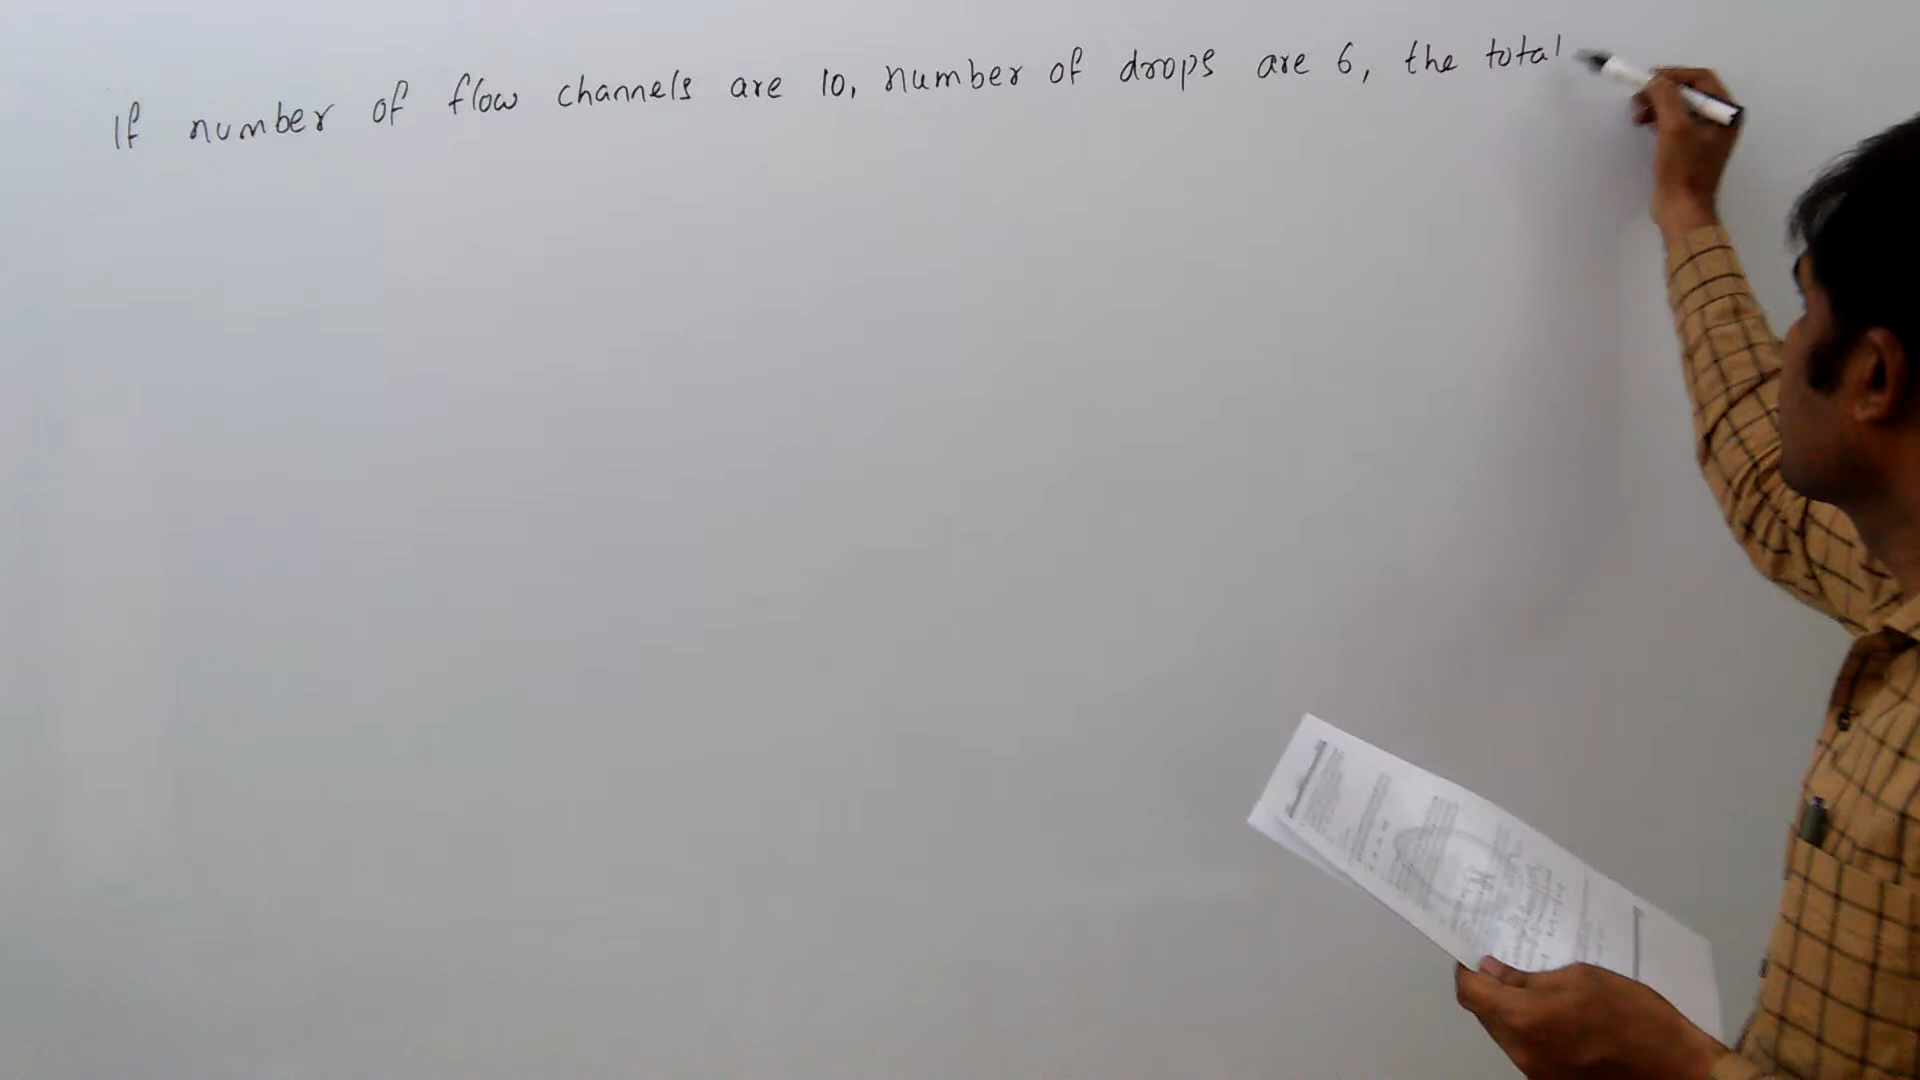 If number of flow channels are 10, number of drops are 6, the total